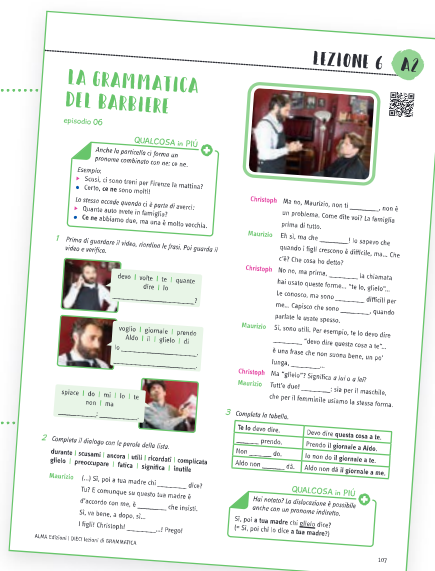 LEZIONE 6 A2
LA GRAMMATICA
DEL BARBIERE
episodio 06
QUALCOSA in PIÙ
Anche la particella ci forma un
pronome combinato con ne: ce ne.
Esempio:
Scusi, ci sono treni per Firenze la mattina?
Certo, ce ne sono molti!
Lo stesso accade quando ci è parte di averci:
Quante auto avete in famiglia?
Ce ne abbiamo due, ma una è molto vecchia.
1 Prima di guardare il video, riordina le frasi. Poi guarda il
video e verifica.
devo | volte | te | quante
dire | lo
?
voglio | giornale | prendo
Aldo | il | glielo | di
lo
spiace | do | mi | lo | te
non | ma
2 Completa il dialogo con le parole della lista.
durante | scusami | ancora | utili | ricordati | complicata
glielo | preoccupare | fatica | significa | inutile
Maurizio (...) Sì, poi a tua madre chi ________ dice?
Tu? E comunque su questo tua madre è
d'accordo con me, è ________ che insisti.
Sì, va bene, a dopo, sì...
I figli! Christoph! ________...! Prego!
Christoph Ma no, Maurizio, non ti ________, non è
un problema. Come dite voi? La famiglia
prima di tutto.
Maurizio Eh sì, ma che ________! Lo sapevo che
quando i figli crescono è difficile, ma... Che
c'è? Che cosa ho detto?
Christoph No no, ma prima, ________ la chiamata
hai usato queste forme... "te lo, glielo"...
Le conosco, ma sono ________ difficili per
me... Capisco che sono ________, quando
parlate le usate spesso.
Maurizio Sì, sono utili. Per esempio, te lo devo dire
________ "devo dire questa cosa a te"...
è una frase che non suona bene, un po'
lunga, ________...
Christoph Ma "glielo"? Significa a lui o a lei?
Maurizio Tutt'e due! ________: sia per il maschile,
che per il femminile usiamo la stessa forma.
3 Completa la tabella.
Te lo devo dire. Devo dire questa cosa a te.
________ prendo. Prendo il giornale a Aldo.
Non ________ do. Io non do il giornale a te.
Aldo non ________ dà. Aldo non dà il giornale a me.
QUALCOSA in PIÙ
Hai notato? La dislocazione è possibile
anche con un pronome indiretto.
Sì, poi a tua madre chi glielo dice?
(= Sì, poi chi lo dice a tua madre?)
ALMA Edizioni | DIECI lezioni di GRAMMATICA
107